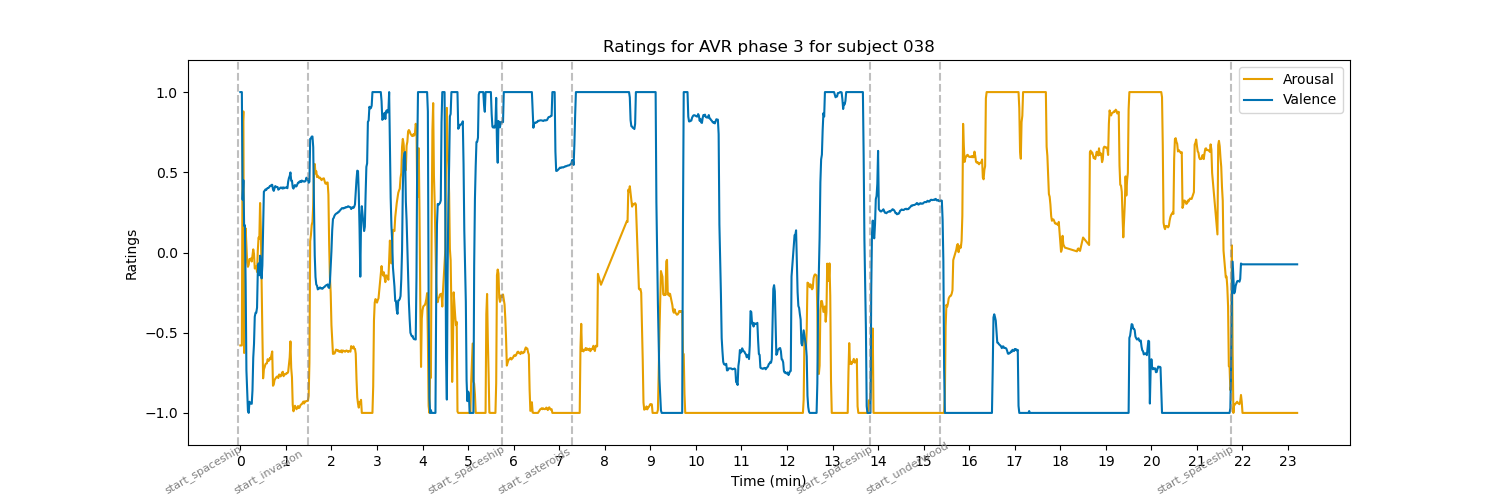 Ratings for AVR phase 3 for subject 038
Arousal
Valence
Ratings
1.0
0.5
0.0
−0.5
−1.0
0 1 2 3 4 5 6 7 8 9 10 11 12 13 14 15 16 17 18 19 20 21 22 23
start_spaceship
start_invasion
start_spaceship
start_asteroids
start_spaceship
start_spaceship
Time (min)